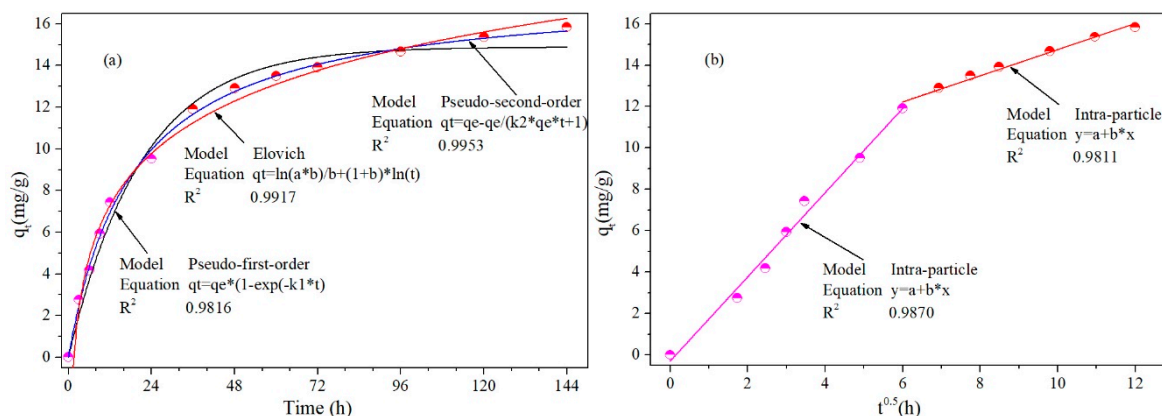 (a)
qt(mg/g)
16
14
12
10
8
6
4
2
0
Model Pseudo-second-order
Equation qt=qe-qe/(k2*qe*t+1)
R2 0.9953
Model Elovich
Equation qt=ln(a*b)/b+(1+b)*ln(t)
R2 0.9917
Model Pseudo-first-order
Equation qt=qe*(1-exp(-k1*t)
R2 0.9816
0 24 48 72 96 120 144
Time (h)
(b)
qt(mg/g)
16
14
12
10
8
6
4
2
0
Model Intra-particle
Equation y=a+b*x
R2 0.9811
Model Intra-particle
Equation y=a+b*x
R2 0.9870
0 2 4 6 8 10 12
t0.5(h)